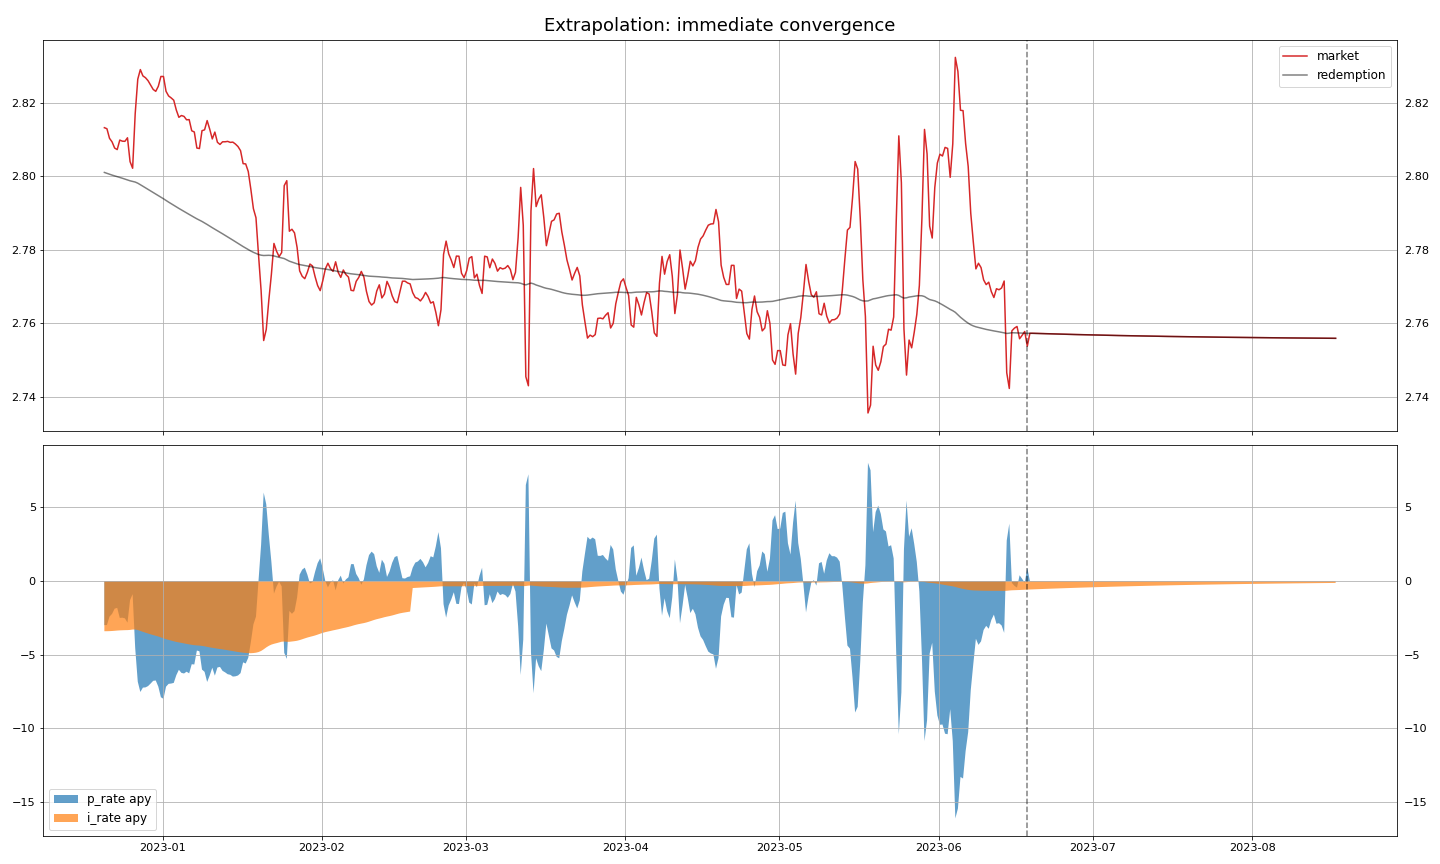 Extrapolation: immediate convergence
market
redemption
2.82 2.82
2.80 2.80
2.78 2.78
2.76 2.76
2.74 2.74
5 5
0 0
−5 −5
−10 −10
−15 −15
p_rate apy
i_rate apy
2023-01 2023-02 2023-03 2023-04 2023-05 2023-06 2023-07 2023-08